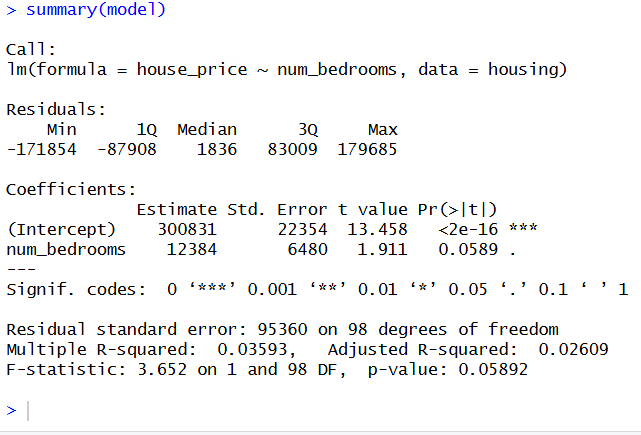 > summary(model)

Call:
lm(formula = house_price ~ num_bedrooms, data = housing)

Residuals:
    Min      1Q  Median      3Q     Max
-171854  -87908    1836   83009  179685

Coefficients:
             Estimate Std. Error t value Pr(>|t|)
(Intercept)    300831      22354  13.458   <2e-16 ***
num_bedrooms    12384       6480   1.911   0.0589 .
---
Signif. codes:  0 ‘***’ 0.001 ‘**’ 0.01 ‘*’ 0.05 ‘.’ 0.1 ‘ ’ 1

Residual standard error: 95360 on 98 degrees of freedom
Multiple R-squared:  0.03593,   Adjusted R-squared:  0.02609
F-statistic: 3.652 on 1 and 98 DF,  p-value: 0.05892

>